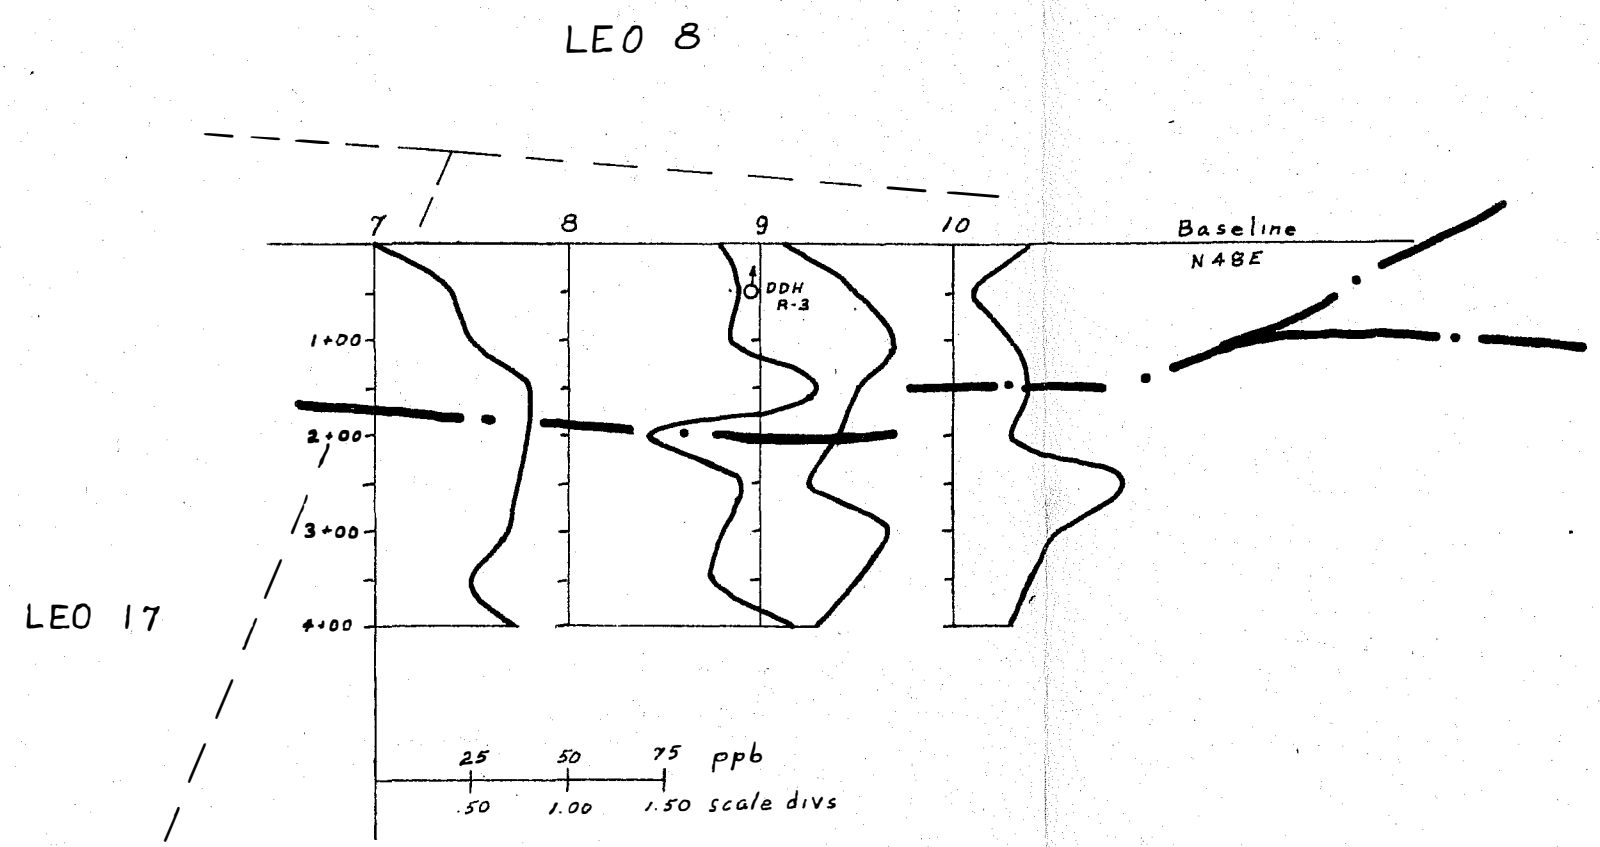 LEO 8
7 8 9 10 Baseline
N48E
DDH
R-3
1+00
2+00
3+00
LEO 17
4+00
25 50 75 ppb
.50 1.00 1.50 scale divs